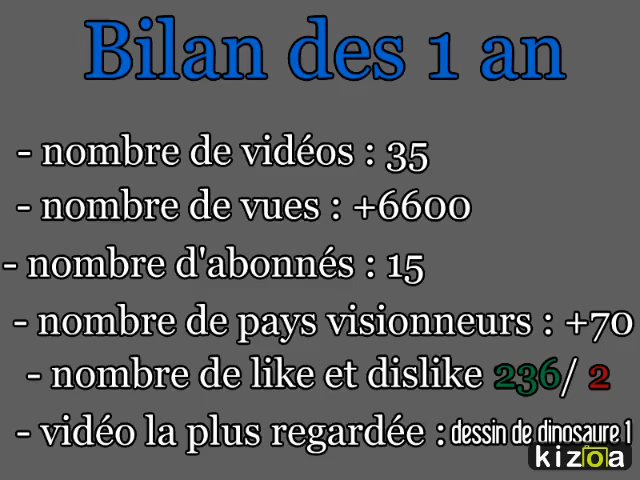 Bilan des 1 an
- nombre de vidéos : 35
- nombre de vues : +6600
- nombre d'abonnés : 15
- nombre de pays visionneurs : +70
- nombre de like et dislike 236/ 2
- vidéo la plus regardée : dessin de dinosaure 1
kizoa